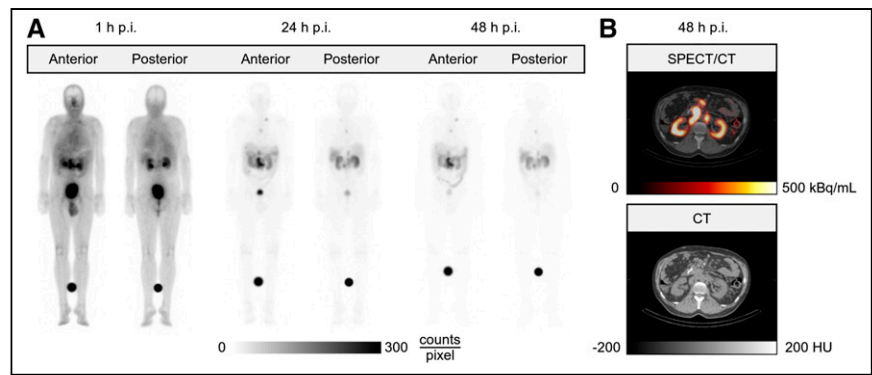 A
1 h p.i.
24 h p.i.
48 h p.i.
Anterior
Posterior
Anterior
Posterior
Anterior
Posterior
0
300
counts
pixel
B
48 h p.i.
SPECT/CT
0
500 kBq/mL
CT
-200
200 HU